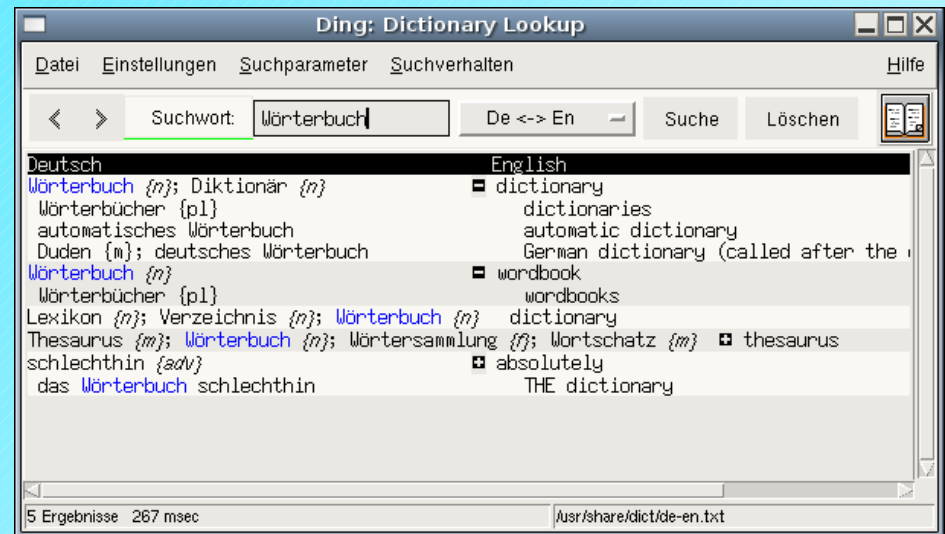 Ding: Dictionary Lookup
Datei Einstellungen Suchparameter Suchverhalten Hilfe
Suchwort: Wörterbuch De <-> En Suche Löschen
Deutsch English
Wörterbuch {n}; Diktionär {n} dictionary
Wörterbücher {pl} dictionaries
automatisches Wörterbuch automatic dictionary
Duden {m}; deutsches Wörterbuch German dictionary (called after the
Wörterbuch {n} wordbook
Wörterbücher {pl} wordbooks
Lexikon {n}; Verzeichnis {n}; Wörterbuch {n} dictionary
Thesaurus {m}; Wörterbuch {n}; Wörtersammlung {f}; Wortschatz {m} thesaurus
schlechthin {adv} absolutely
das Wörterbuch schlechthin THE dictionary
5 Ergebnisse 267 msec /usr/share/dict/de-en.txt